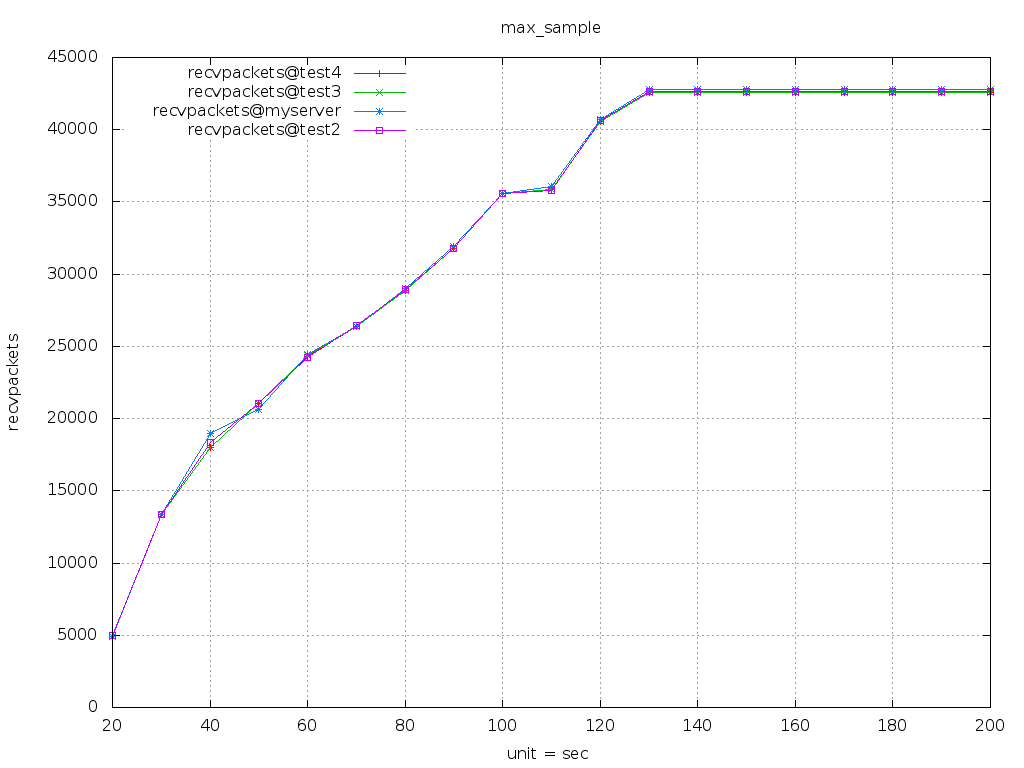 max_sample
45000
40000
35000
30000
25000
20000
15000
10000
5000
0
recvpackets
recvpackets@test4
recvpackets@test3
recvpackets@myserver
recvpackets@test2
20 40 60 80 100 120 140 160 180 200
unit = sec